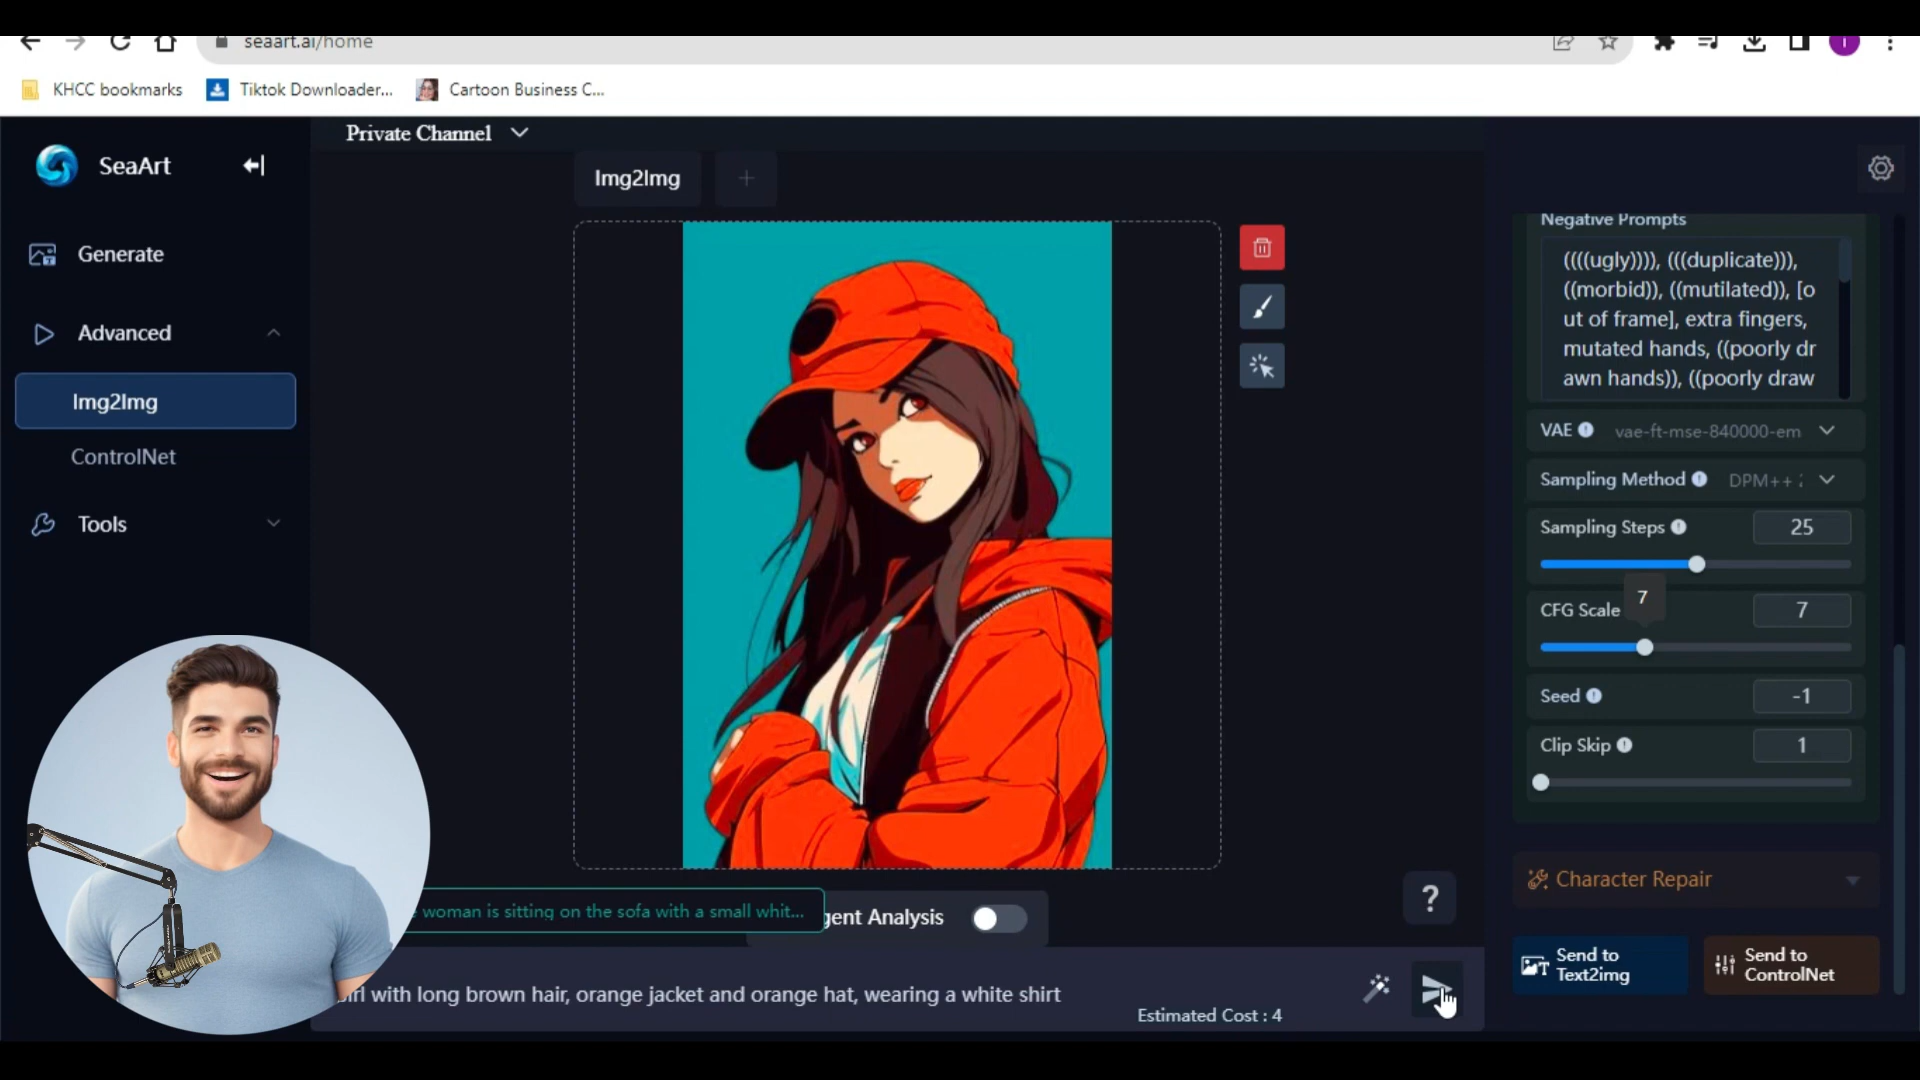 seaart.ai/home
KHCC bookmarks
Tiktok Downloader...
Cartoon Business C...
SeaArt
Private Channel
Img2Img
+
Generate
Advanced
Img2Img
ControlNet
Tools
Negative Prompts
((((ugly)))), (((duplicate))),
((morbid)), ((mutilated)), [o
ut of frame], extra fingers,
mutated hands, ((poorly dr
awn hands)), ((poorly draw
VAE
vae-ft-mse-840000-em
Sampling Method
DPM++
Sampling Steps
25
7
CFG Scale
7
Seed
-1
Clip Skip
1
Character Repair
Send to
Text2img
Send to
ControlNet
woman is sitting on the sofa with a small whit...
gent Analysis
?
irl with long brown hair, orange jacket and orange hat, wearing a white shirt
Estimated Cost : 4